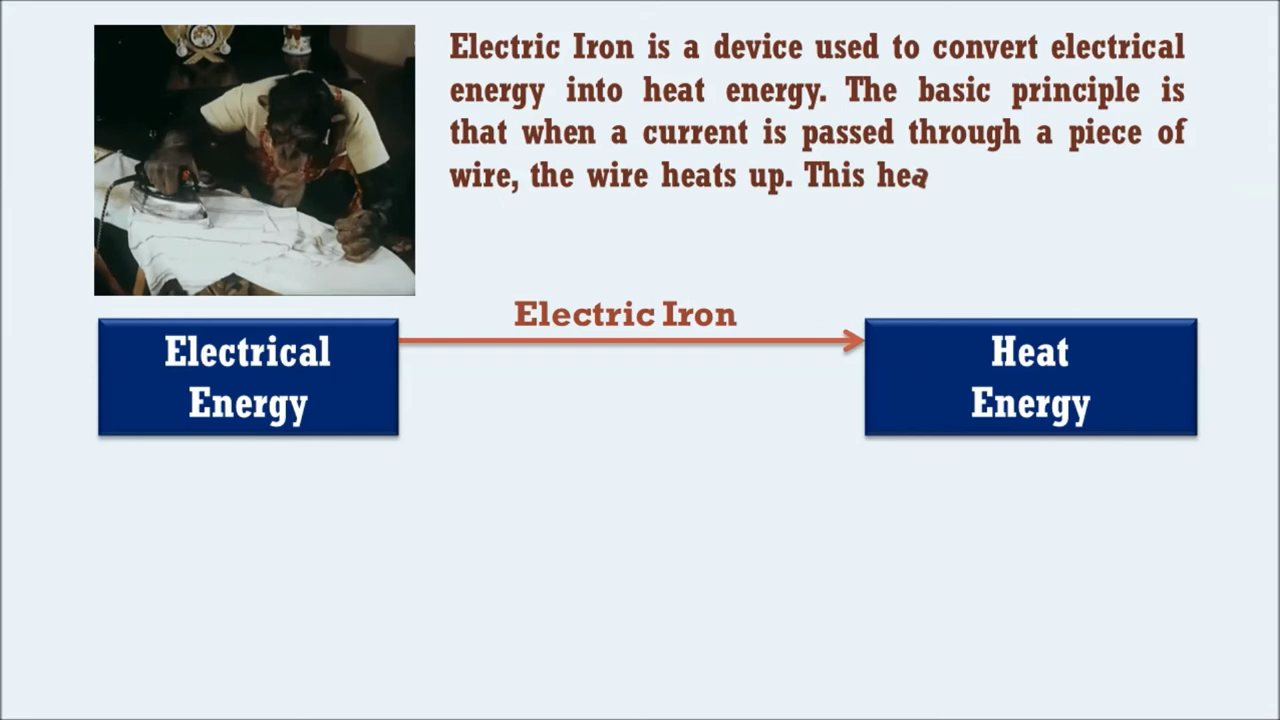 Electric Iron is a device used to convert electrical
energy into heat energy. The basic principle is
that when a current is passed through a piece of
wire, the wire heats up. This hea
Electric Iron
Electrical
Energy
Heat
Energy